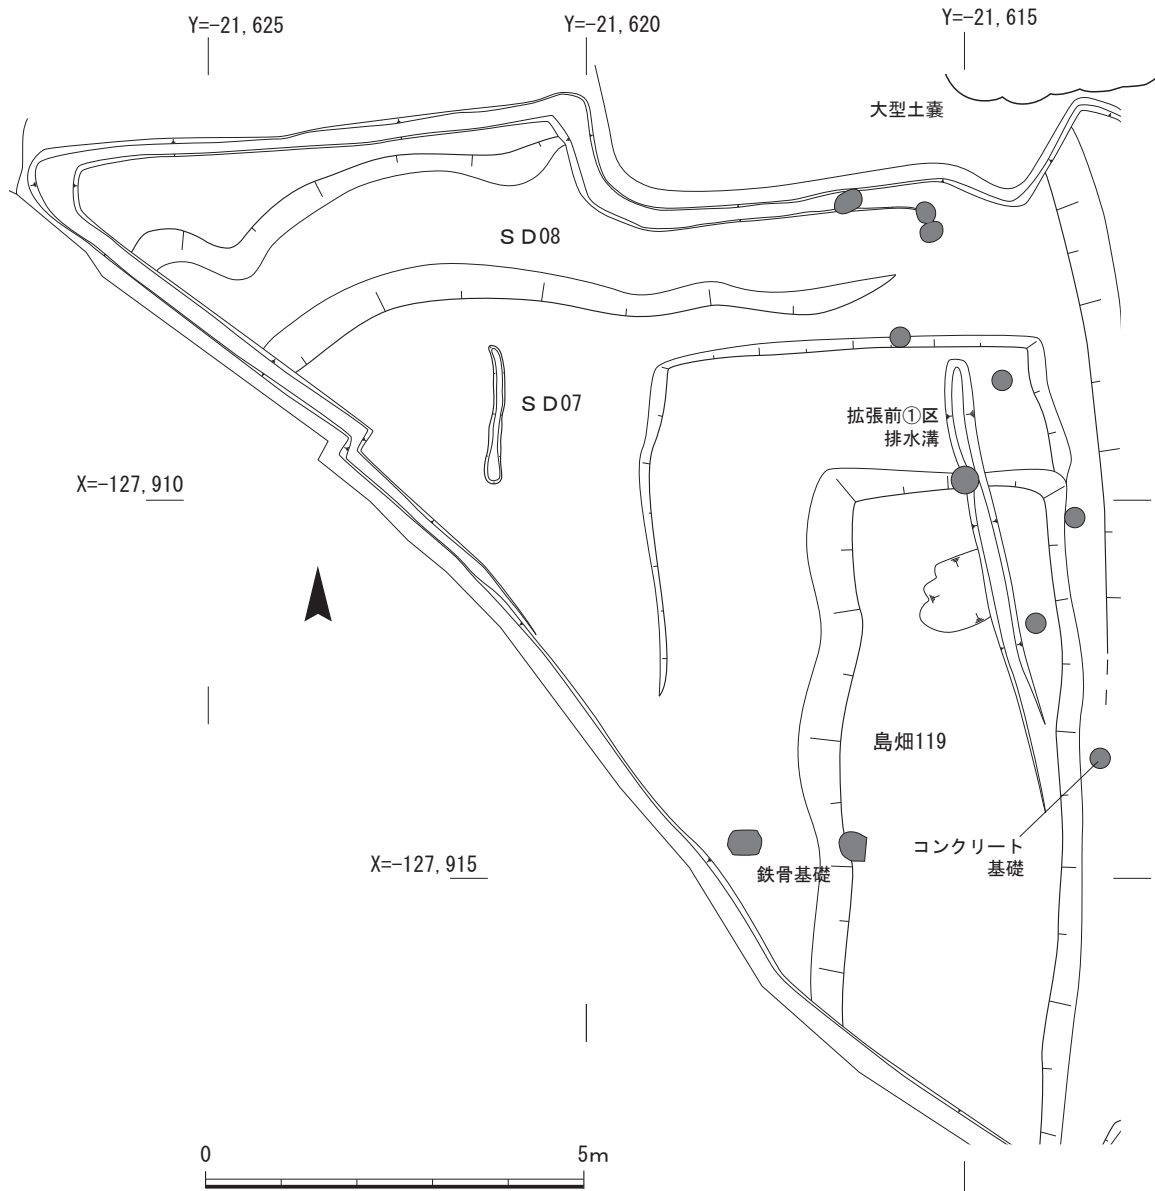 Y=-21,625
Y=-21,620
Y=-21,615
大型土嚢
ＳＤ08
ＳＤ07
拡張前①区
排水溝
X=-127,910
島畑119
コンクリート
基礎
X=-127,915
鉄骨基礎
0
5ｍ